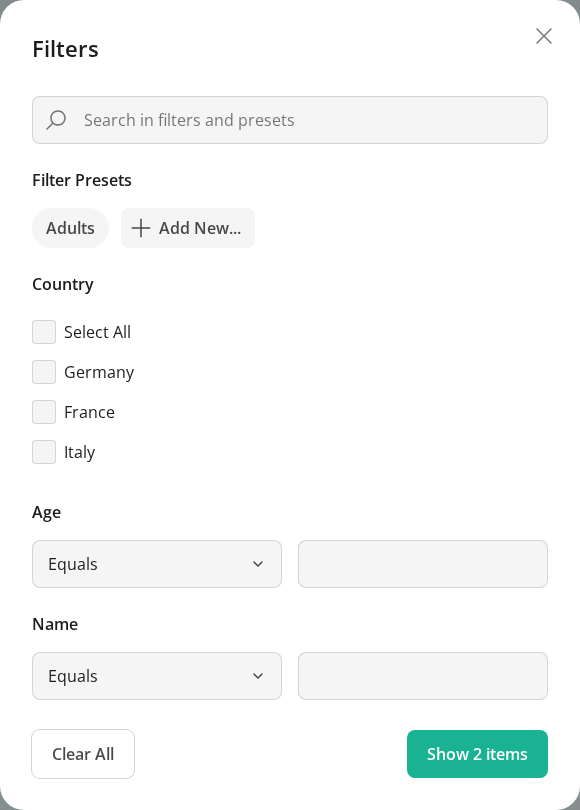 Filters
Search in filters and presets
Filter Presets
Adults
Add New...
Country
Select All
Germany
France
Italy
Age
Equals
Name
Equals
Clear All
Show 2 items